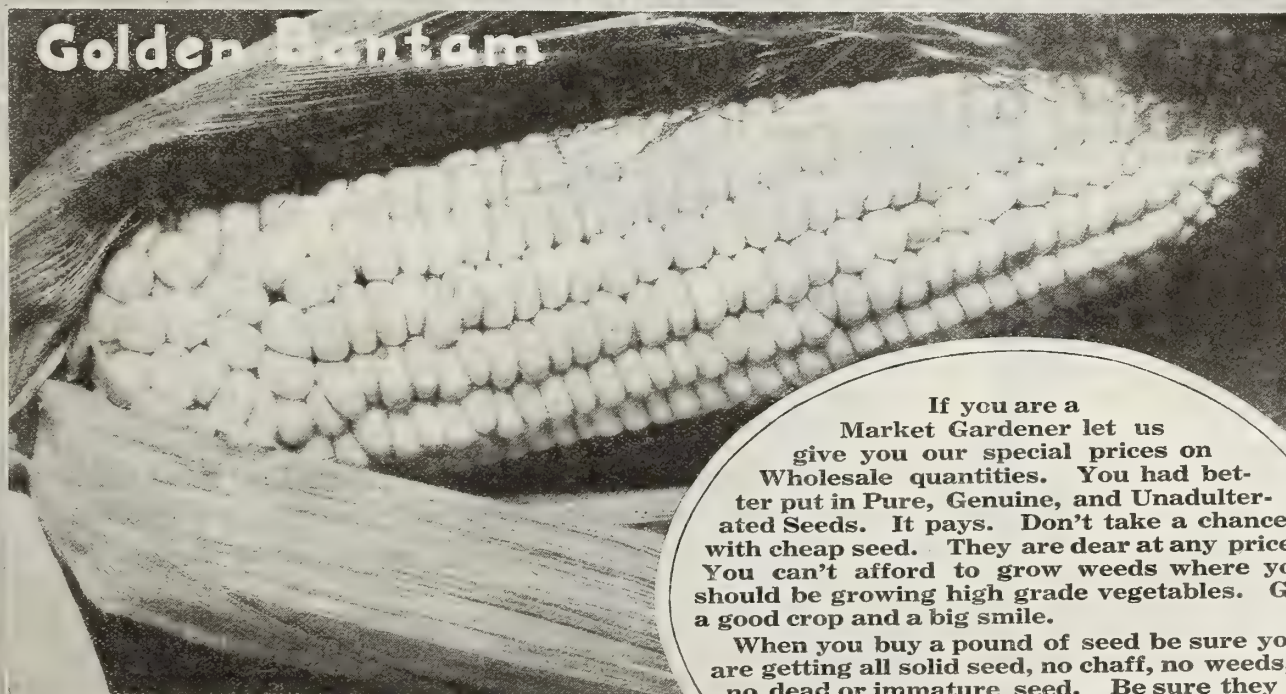 Golden Bantam
If you are a
Market Gardener let us
give you our special prices on
Wholesale quantities. You had bet-
ter put in Pure, Genuine, and Unadulter-
ated Seeds. It pays. Don't take a chance
with cheap seed. They are dear at any price
You can't afford to grow weeds where
should be growing high grade vegetables.
a good crop and a big smile.
When you buy a pound of seed be sure
are getting all solid seed, no chaff, no weeds
no dead or immature seed. Be sure they